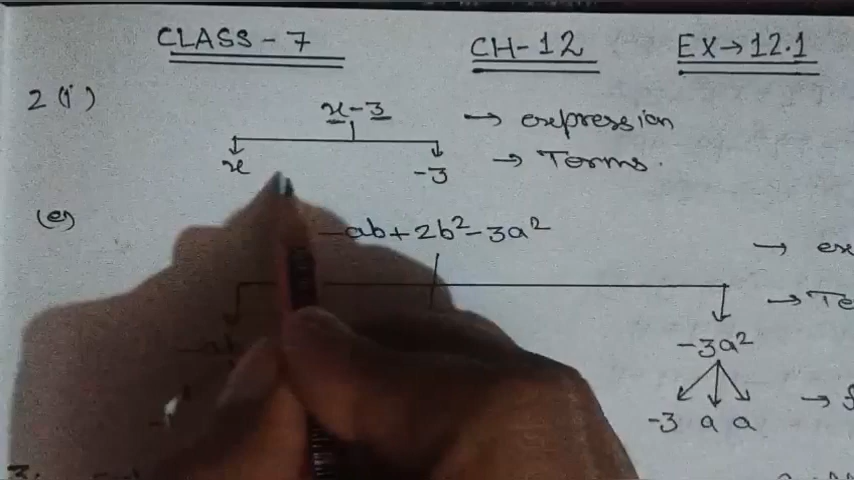 CLASS-7 CH-12 EX→12.1
2 (i) x-3 → expression
x -3 → Terms.
(e) -ab+2b²-3a² → ex
→ Te
-3a²
-3 a a →
3.